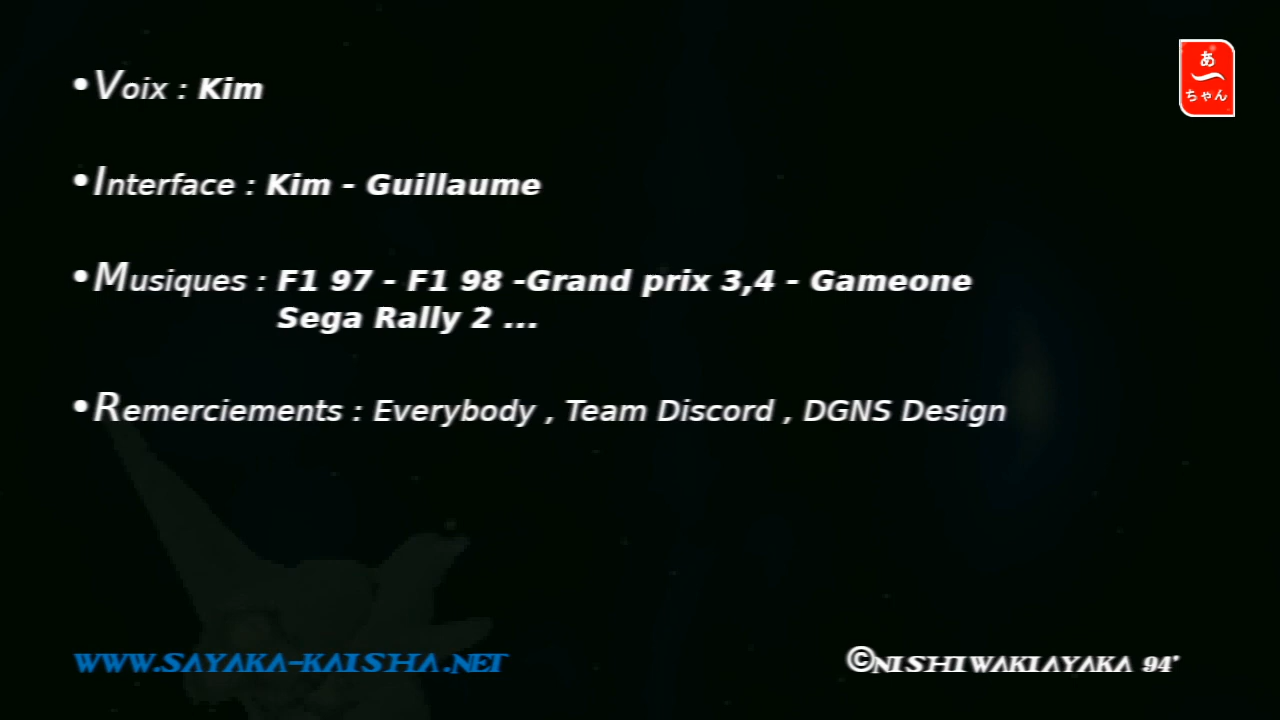 •Voix : Kim
あ
ー
ちゃん
•Interface : Kim - Guillaume
•Musiques : F1 97 - F1 98 -Grand prix 3,4 - Gameone
Sega Rally 2 ...
•Remerciements : Everybody , Team Discord , DGNS Design
WWW.SAYAKA-KAISHA.NET
©NISHIWAKIAYAKA 94'